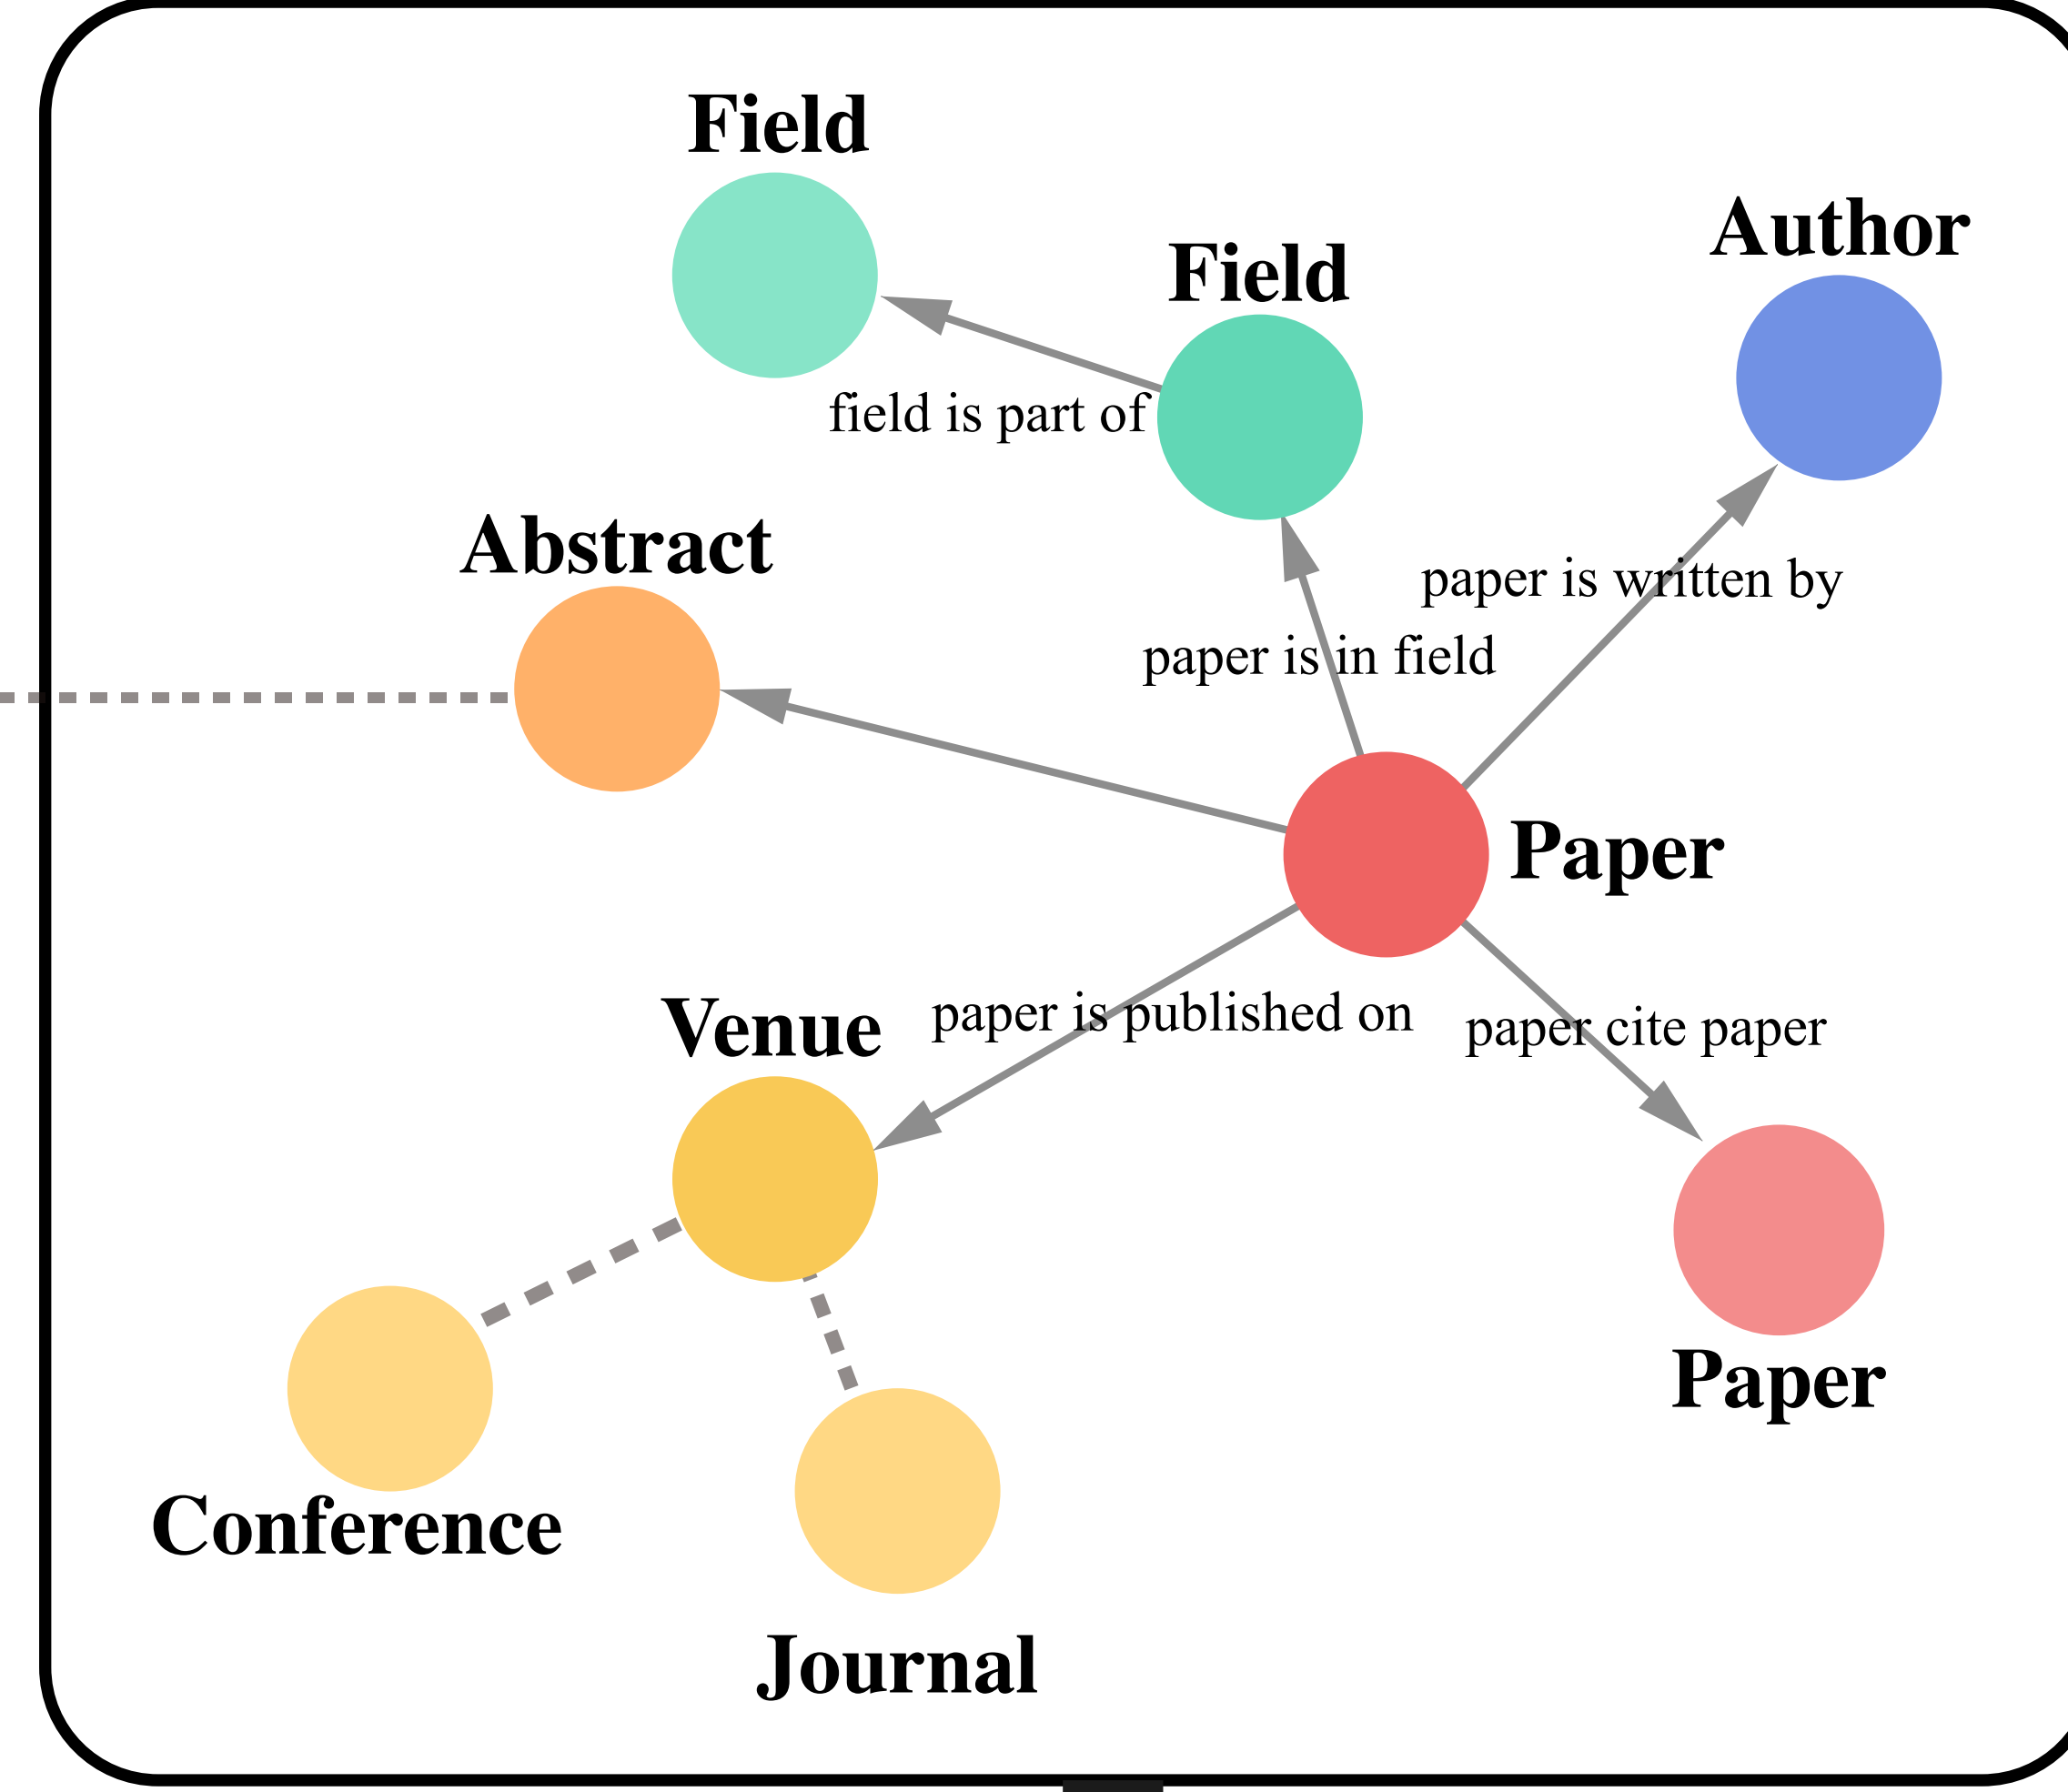 Field
Field
Author
field is part of
Abstract
paper is written by
paper is in field
Paper
Venue
paper is published on
paper cite paper
Paper
Conference
Journal